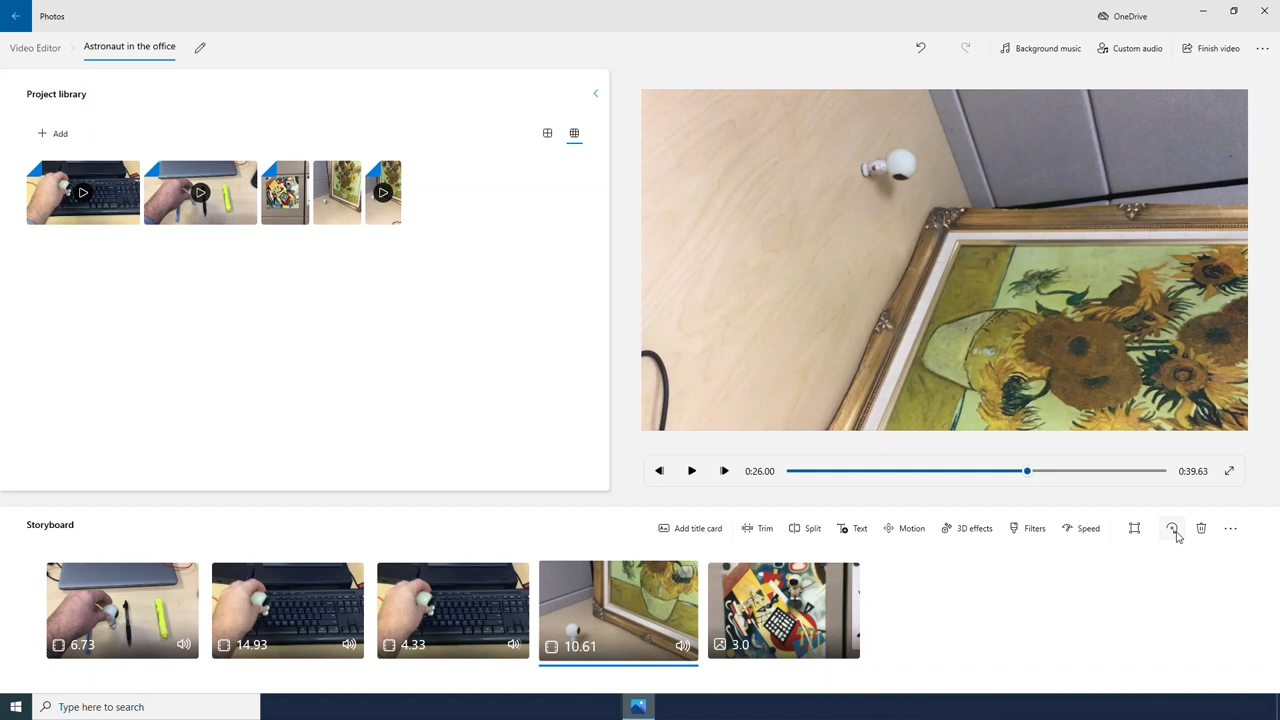 Photos
OneDrive
Video Editor
Astronaut in the office
Background music
Custom audio
Finish video
Project library
Add
0:26.00
0:39.63
Storyboard
Add title card
Trim
Split
Text
Motion
3D effects
Filters
Speed
6.73
14.93
4.33
10.61
3.0
Type here to search